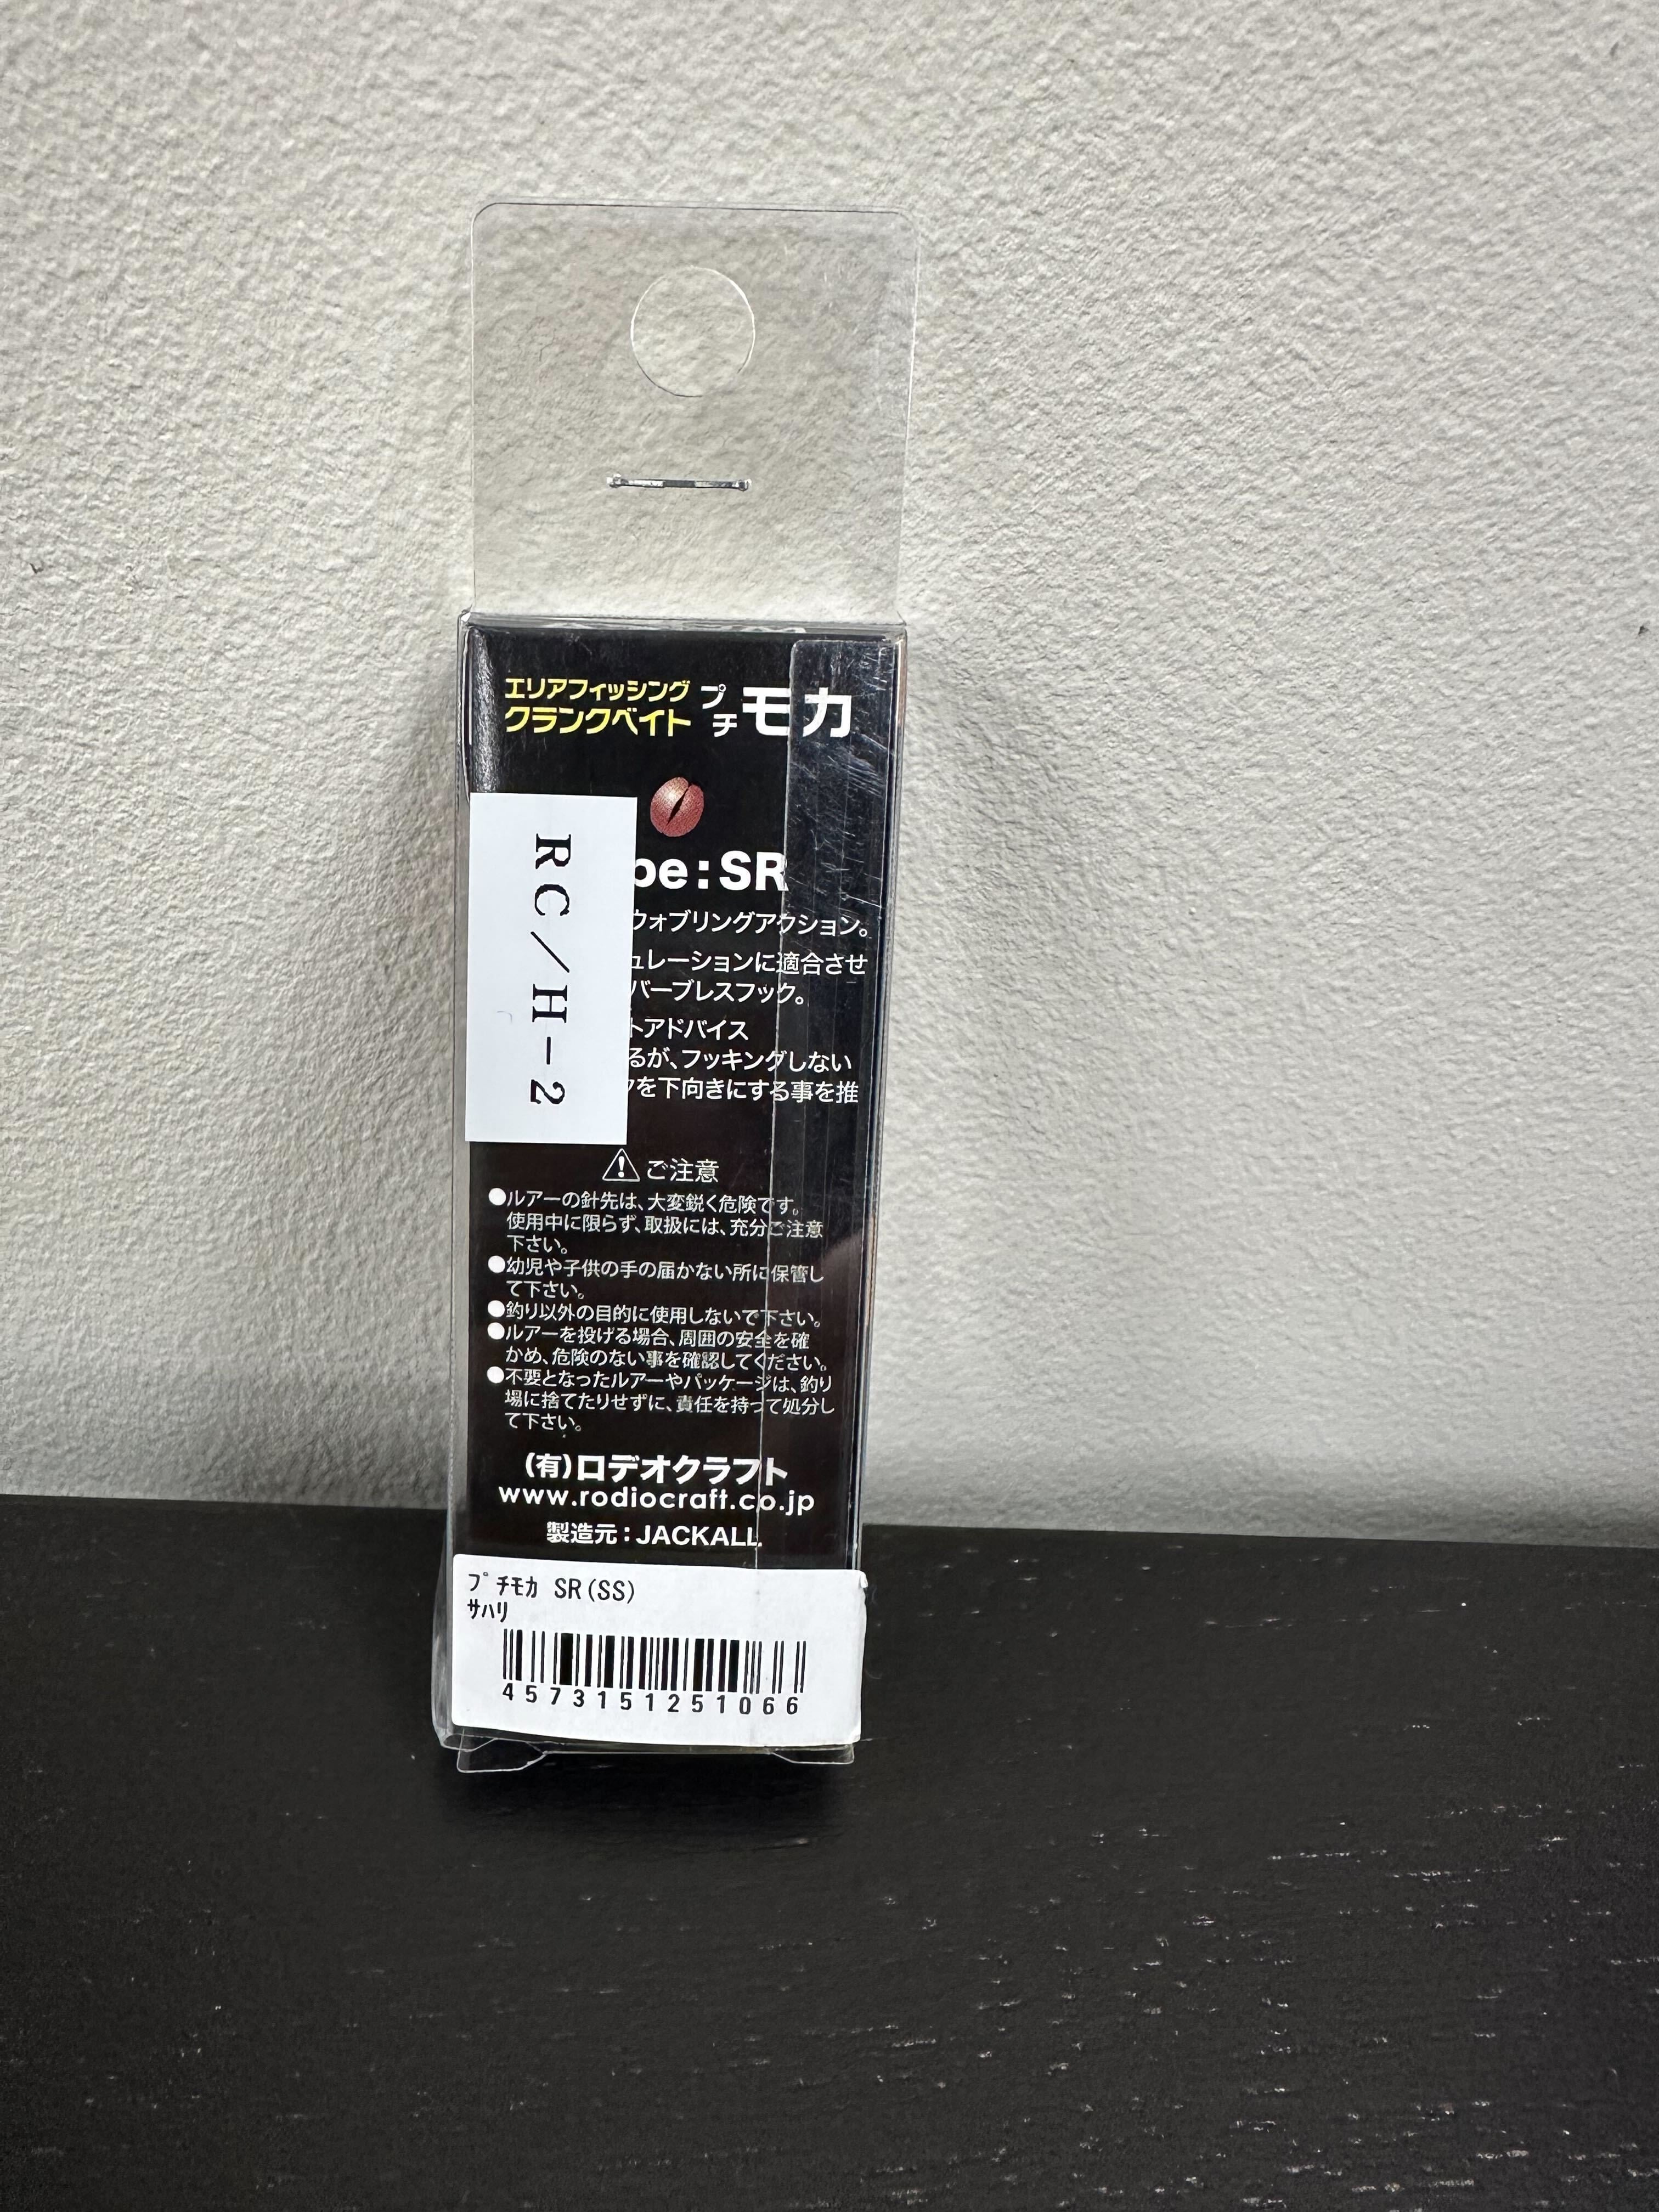 エリアフィッシング
クランクベイト
プチモカ
RC/H-2
pe:SR
ウォブリングアクション。
ュレーションに適合させ
バーブレスフック。
トアドバイス
るが、フッキングしない
クを下向きにする事を推
ご注意
●ルアーの針先は、大変鋭く危険です。
使用中に限らず、取扱には、充分ご注意
下さい。
●幼児や子供の手の届かない所に保管し
て下さい。
●釣り以外の目的に使用しないで下さい。
●ルアーを投げる場合、周囲の安全を確
かめ、危険のない事を確認してください。
●不要となったルアーやパッケージは、釣り
場に捨てたりせずに、責任を持って処分し
て下さい。
(有)ロデオクラフト
www.rodiocraft.co.jp
製造元:JACKALL
プチモカ SR(SS)
サハリ
4573151251066